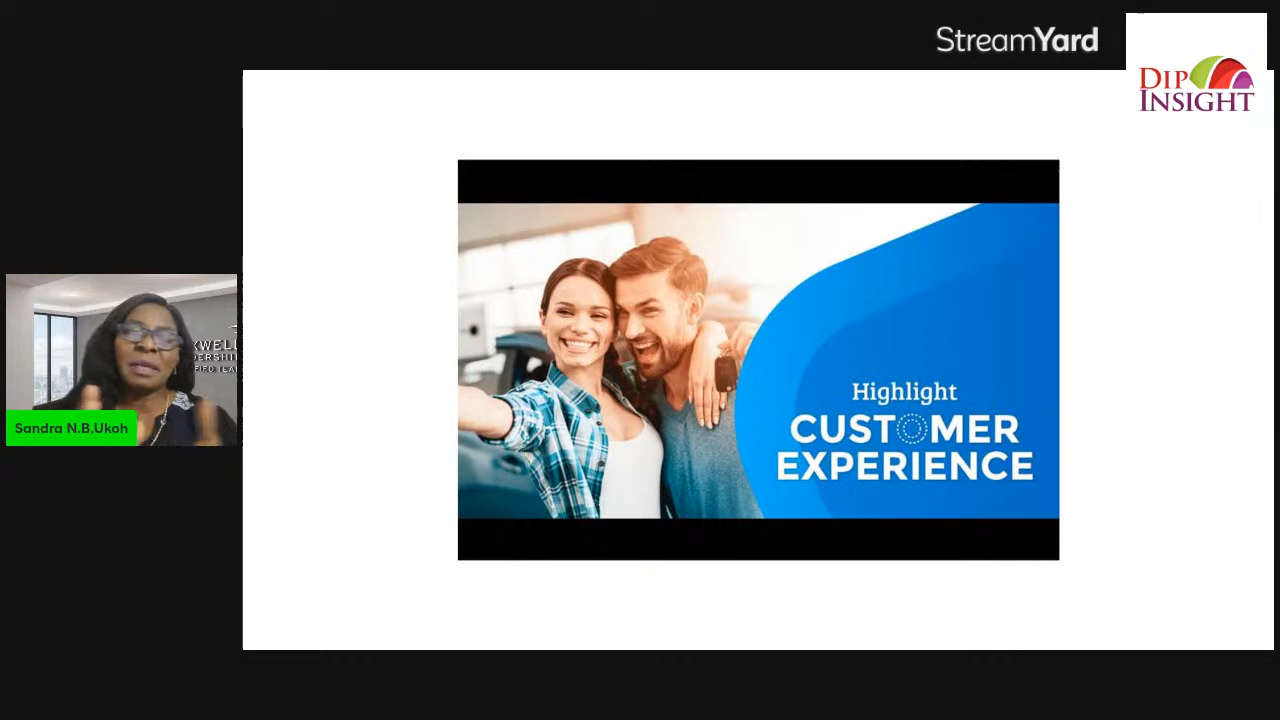 StreamYard
DIP
INSIGHT
Sandra N.B.Ukoh
Highlight
CUSTOMER
EXPERIENCE